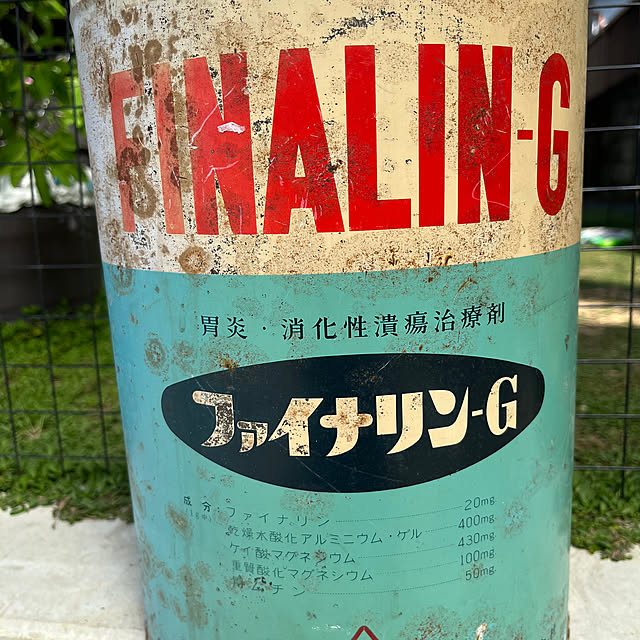 FINALIN-G
胃炎・消化性潰瘍治療剤
ファイナリン-G
成分 ファイナリン 20mg
乾燥水酸化アルミニウム・ゲル 400mg
ケイ酸マグネシウム 430mg
重質酸化マグネシウム 100mg
チン 50mg